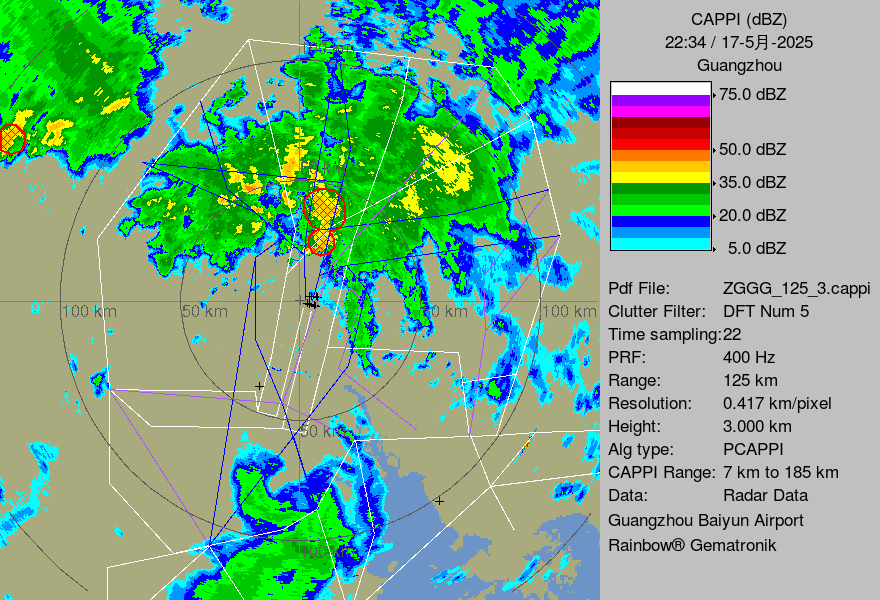 CAPPI (dBZ)
22:34 / 17-5月-2025
Guangzhou
75.0 dBZ
50.0 dBZ
35.0 dBZ
20.0 dBZ
5.0 dBZ
100 km
50 km
100 km
50 km
Pdf File: ZGGG_125_3.cappi
Clutter Filter: DFT Num 5
Time sampling:22
PRF: 400 Hz
Range: 125 km
Resolution: 0.417 km/pixel
Height: 3.000 km
Alg type: PCAPPI
CAPPI Range: 7 km to 185 km
Data: Radar Data
Guangzhou Baiyun Airport
Rainbow® Gematronik